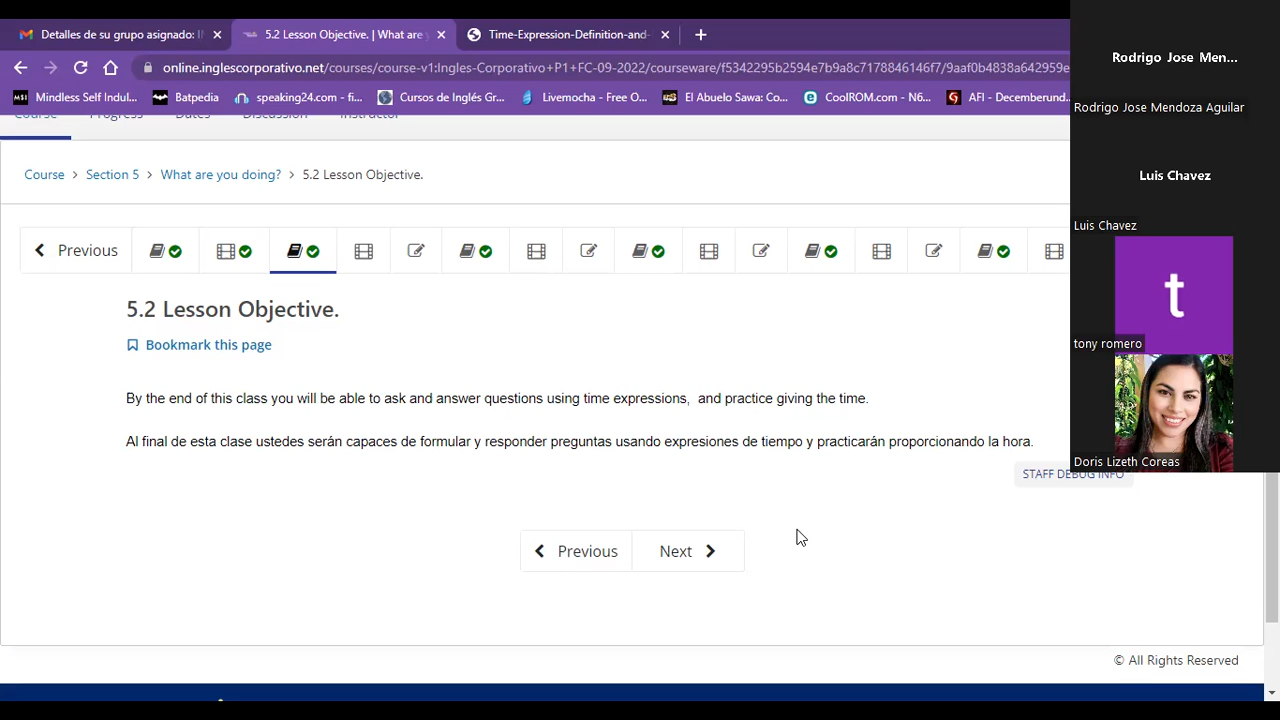 Detalles de su grupo asignado: I
5.2 Lesson Objective. | What are y
Time-Expression-Definition-and-
online.inglescorporativo.net/courses/course-v1:Ingles-Corporativo+P1+FC-09-2022/courseware/f5342295b2594e7b9a8c7178846146f7/9aaf0b4838a642959e
Mindless Self Indul...
Batpedia
speaking24.com - fi...
Cursos de Inglés Gr...
Livemocha - Free O...
El Abuelo Sawa: Co...
CoolROM.com - N6...
AFI - Decemberund...
Course Progress Dates Discussion Instructor
Course > Section 5 > What are you doing? > 5.2 Lesson Objective.
Previous
5.2 Lesson Objective.
Bookmark this page
By the end of this class you will be able to ask and answer questions using time expressions, and practice giving the time.
Al final de esta clase ustedes serán capaces de formular y responder preguntas usando expresiones de tiempo y practicarán proporcionando la hora.
STAFF DEBUG INFO
Previous Next
© All Rights Reserved
Rodrigo Jose Men...
Rodrigo Jose Mendoza Aguilar
Luis Chavez
Luis Chavez
t
tony romero
Doris Lizeth Coreas